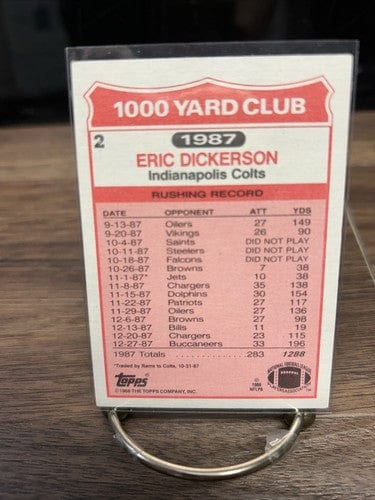 1000 YARD CLUB
2
1987
ERIC DICKERSON
Indianapolis Colts
RUSHING RECORD
DATE OPPONENT ATT YDS
9-13-87 Oilers 27 149
9-20-87 Vikings 26 90
10-4-87 Saints DID NOT PLAY
10-11-87 Steelers DID NOT PLAY
10-18-87 Falcons DID NOT PLAY
10-26-87 Browns 7 38
11-1-87* Jets 10 38
11-8-87 Chargers 35 138
11-15-87 Dolphins 30 154
11-22-87 Patriots 27 117
11-29-87 Oilers 27 136
12-6-87 Browns 27 98
12-13-87 Bills 11 19
12-20-87 Chargers 23 115
12-27-87 Buccaneers 33 196
1987 Totals 283 1288
*Traded by Rams to Colts, 10-31-87
topps®
©1988 THE TOPPS COMPANY, INC.
©
1988
NFLPA
NATIONAL FOOTBALL LEAGUE